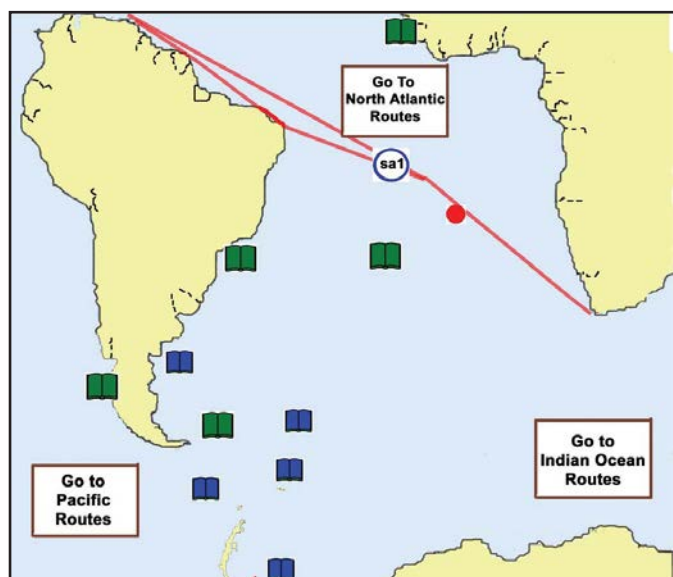 Go To
North Atlantic
Routes
sa1
Go to
Pacific
Routes
Go to
Indian Ocean
Routes